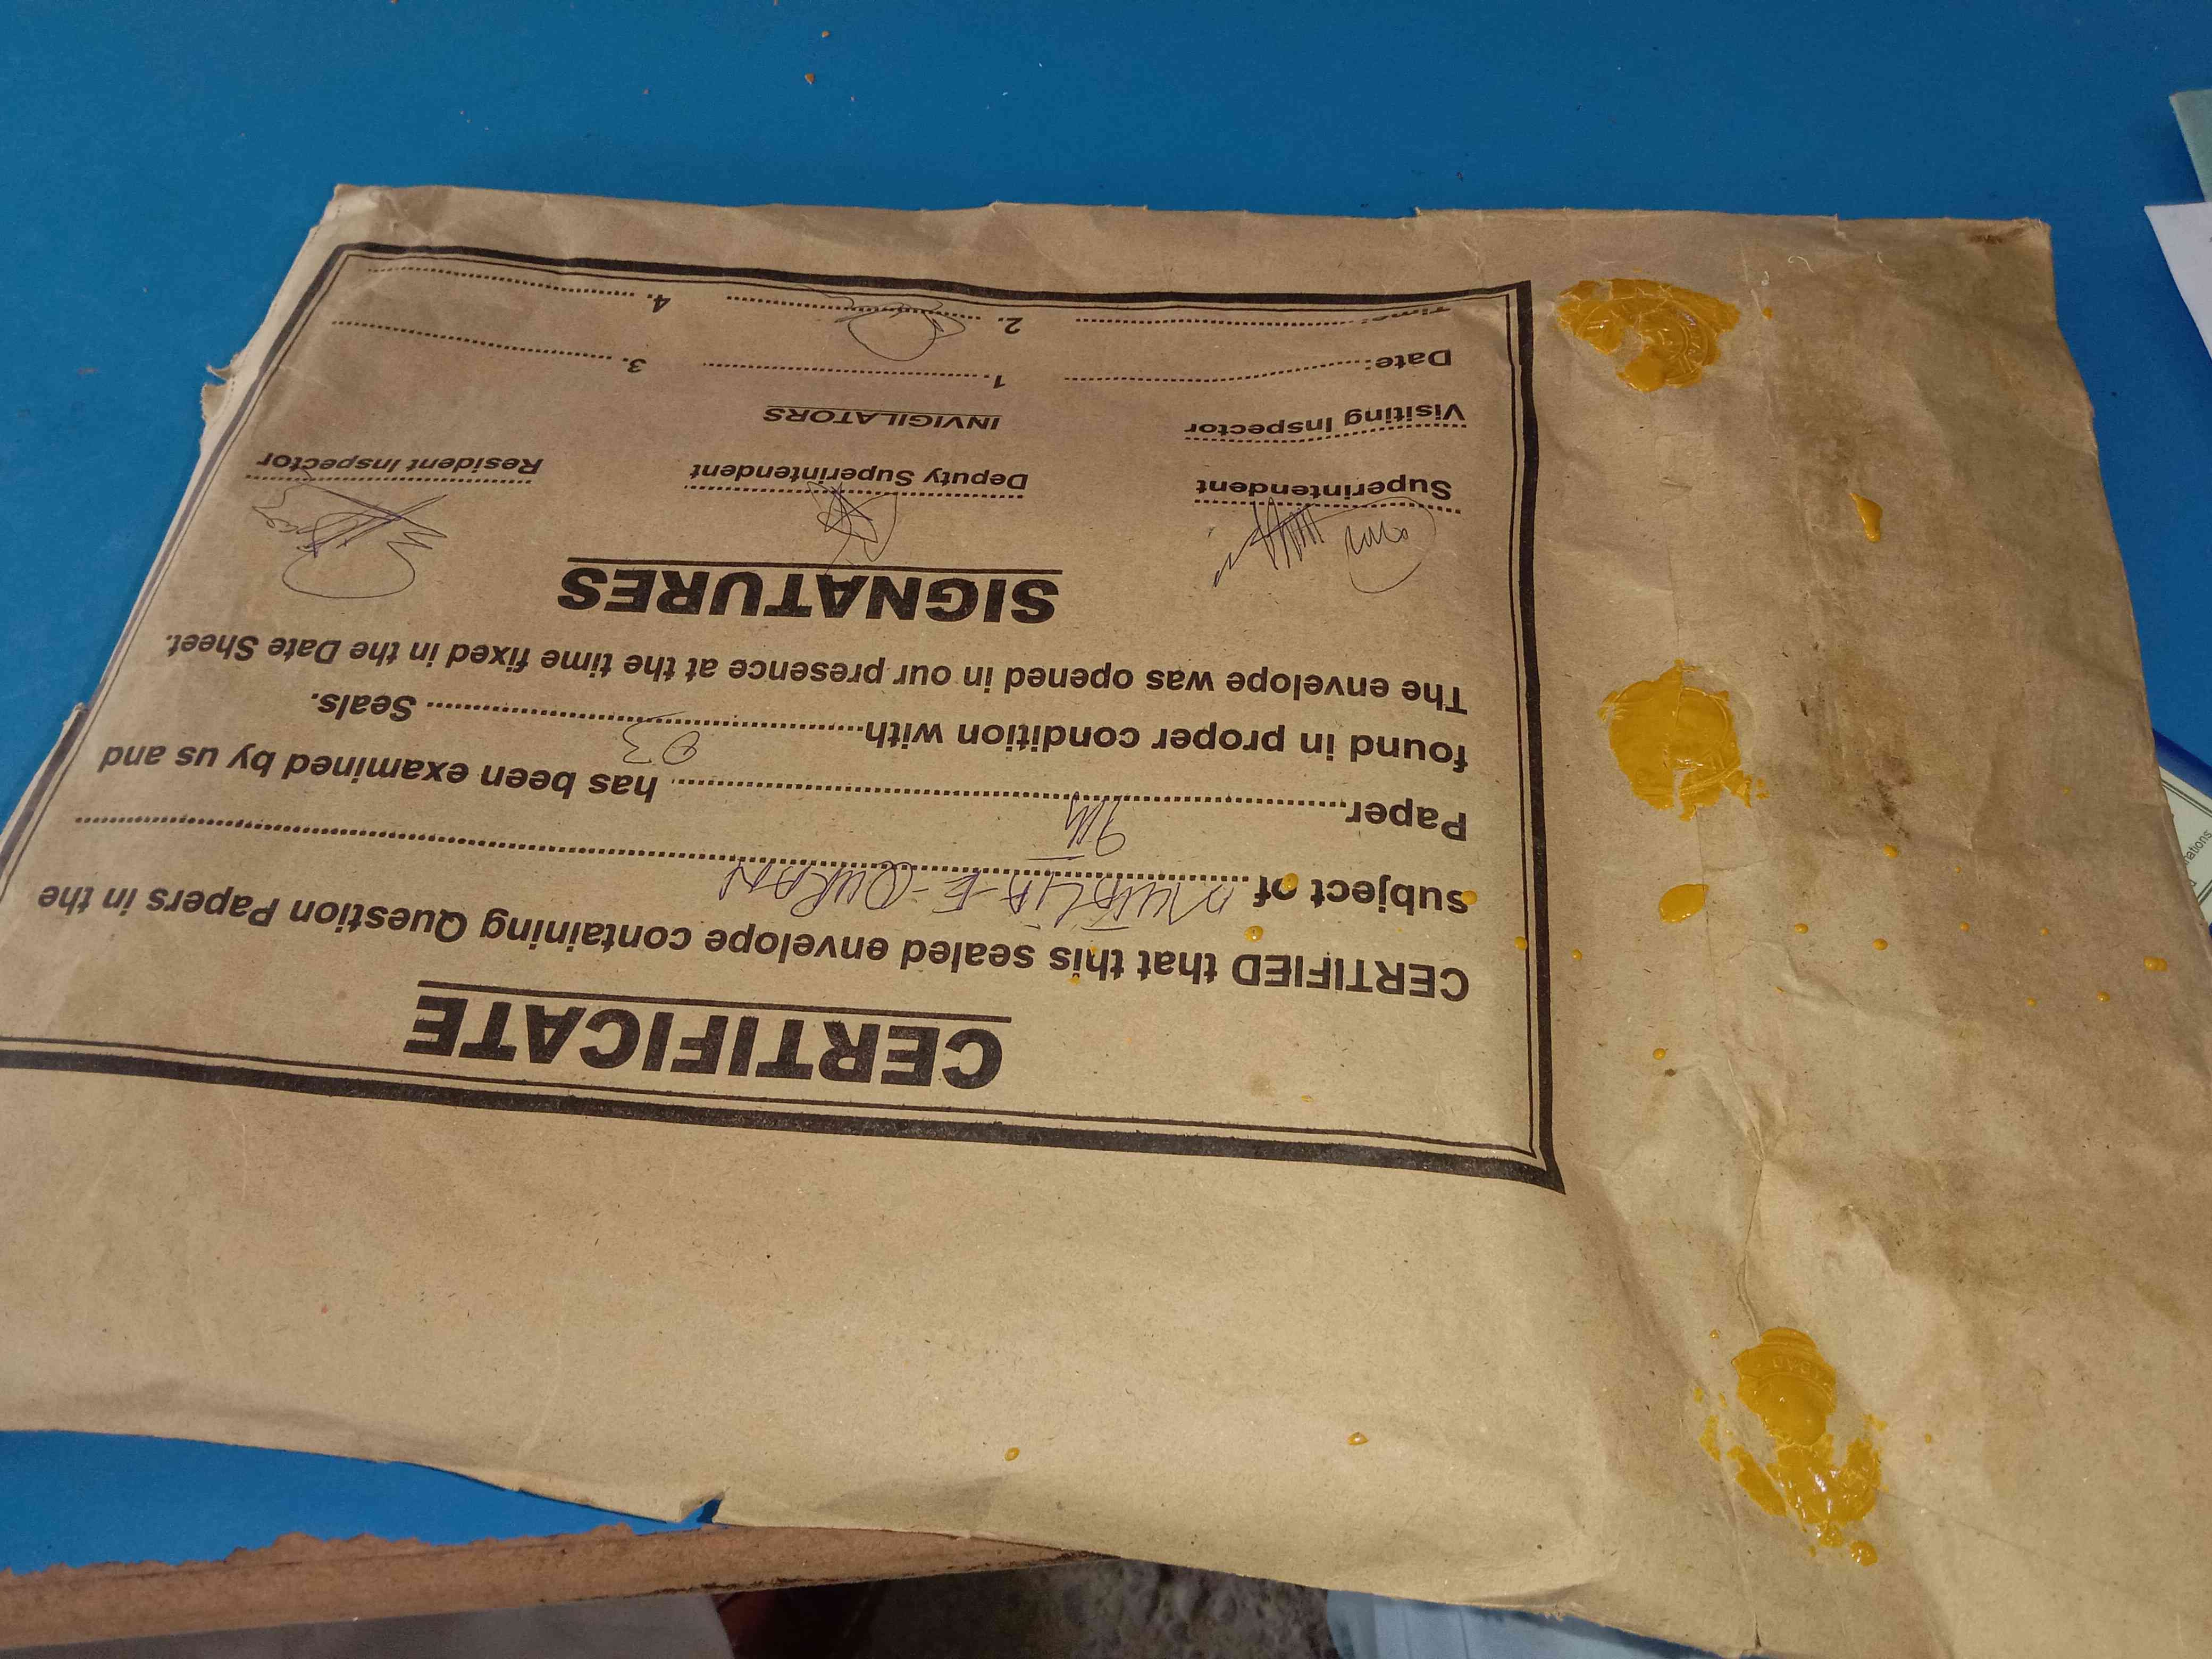 CERTIFICATE
CERTIFIED that this sealed envelope containing Question Papers in the
subject of ........ MUTALIA-E-QURAN ........
Paper ........ 9th ........ has been examined by us and
found in proper condition with ........ 03 ........ Seals.
The envelope was opened in our presence at the time fixed in the Date Sheet.
SIGNATURES
Superintendent Deputy Superintendent Resident Inspector
Visiting Inspector INVIGILATORS
Date: ........ 1. ........ 3. ........
Time: ........ 2. ........ 4. ........